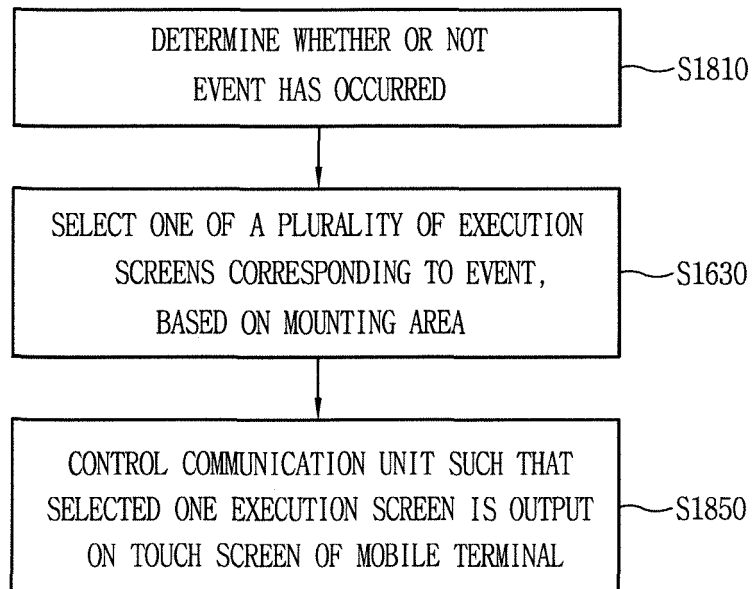 DETERMINE WHETHER OR NOT
EVENT HAS OCCURRED
S1810
SELECT ONE OF A PLURALITY OF EXECUTION
SCREENS CORRESPONDING TO EVENT,
BASED ON MOUNTING AREA
S1630
CONTROL COMMUNICATION UNIT SUCH THAT
SELECTED ONE EXECUTION SCREEN IS OUTPUT
ON TOUCH SCREEN OF MOBILE TERMINAL
S1850